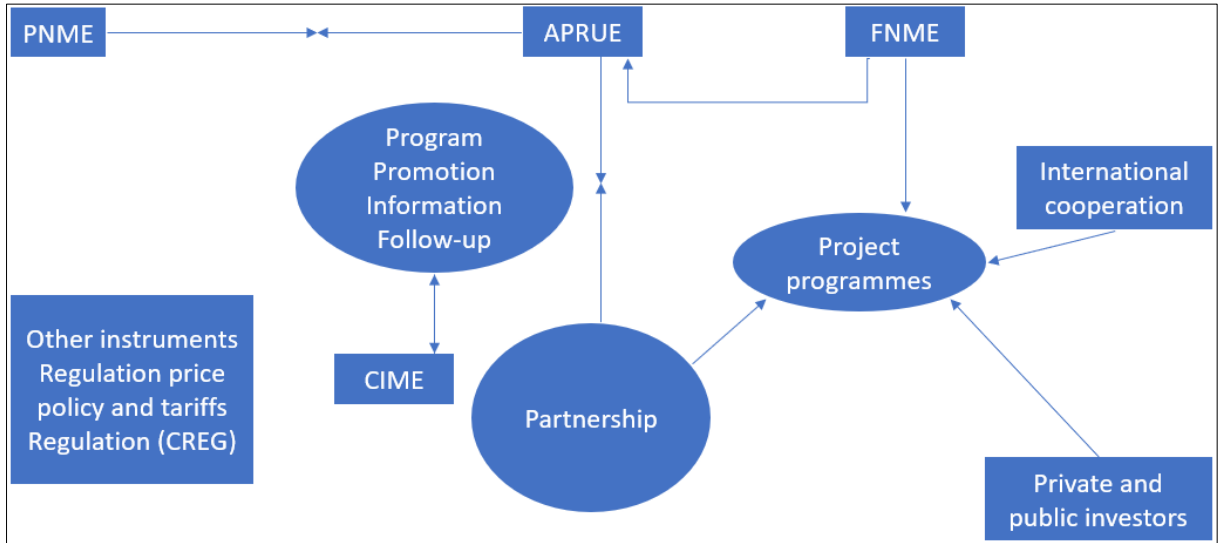 PNME
APRUE
FNME
Program
Promotion
Information
Follow-up
International
cooperation
Project
programmes
Other instruments
Regulation price
policy and tariffs
Regulation (CREG)
CIME
Partnership
Private and
public investors